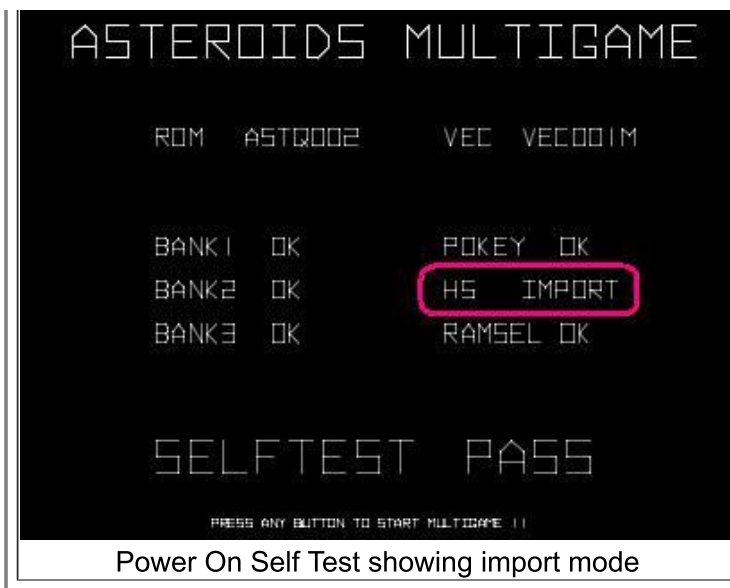 ASTEROIDS MULTIGAME
ROM ASTQ002 VEC VEC001M
BANK1 OK POKEY OK
BANK2 OK HS IMPORT
BANK3 OK RAMSEL OK
SELFTEST PASS
PRESS ANY BUTTON TO START MULTIGAME !!
Power On Self Test showing import mode